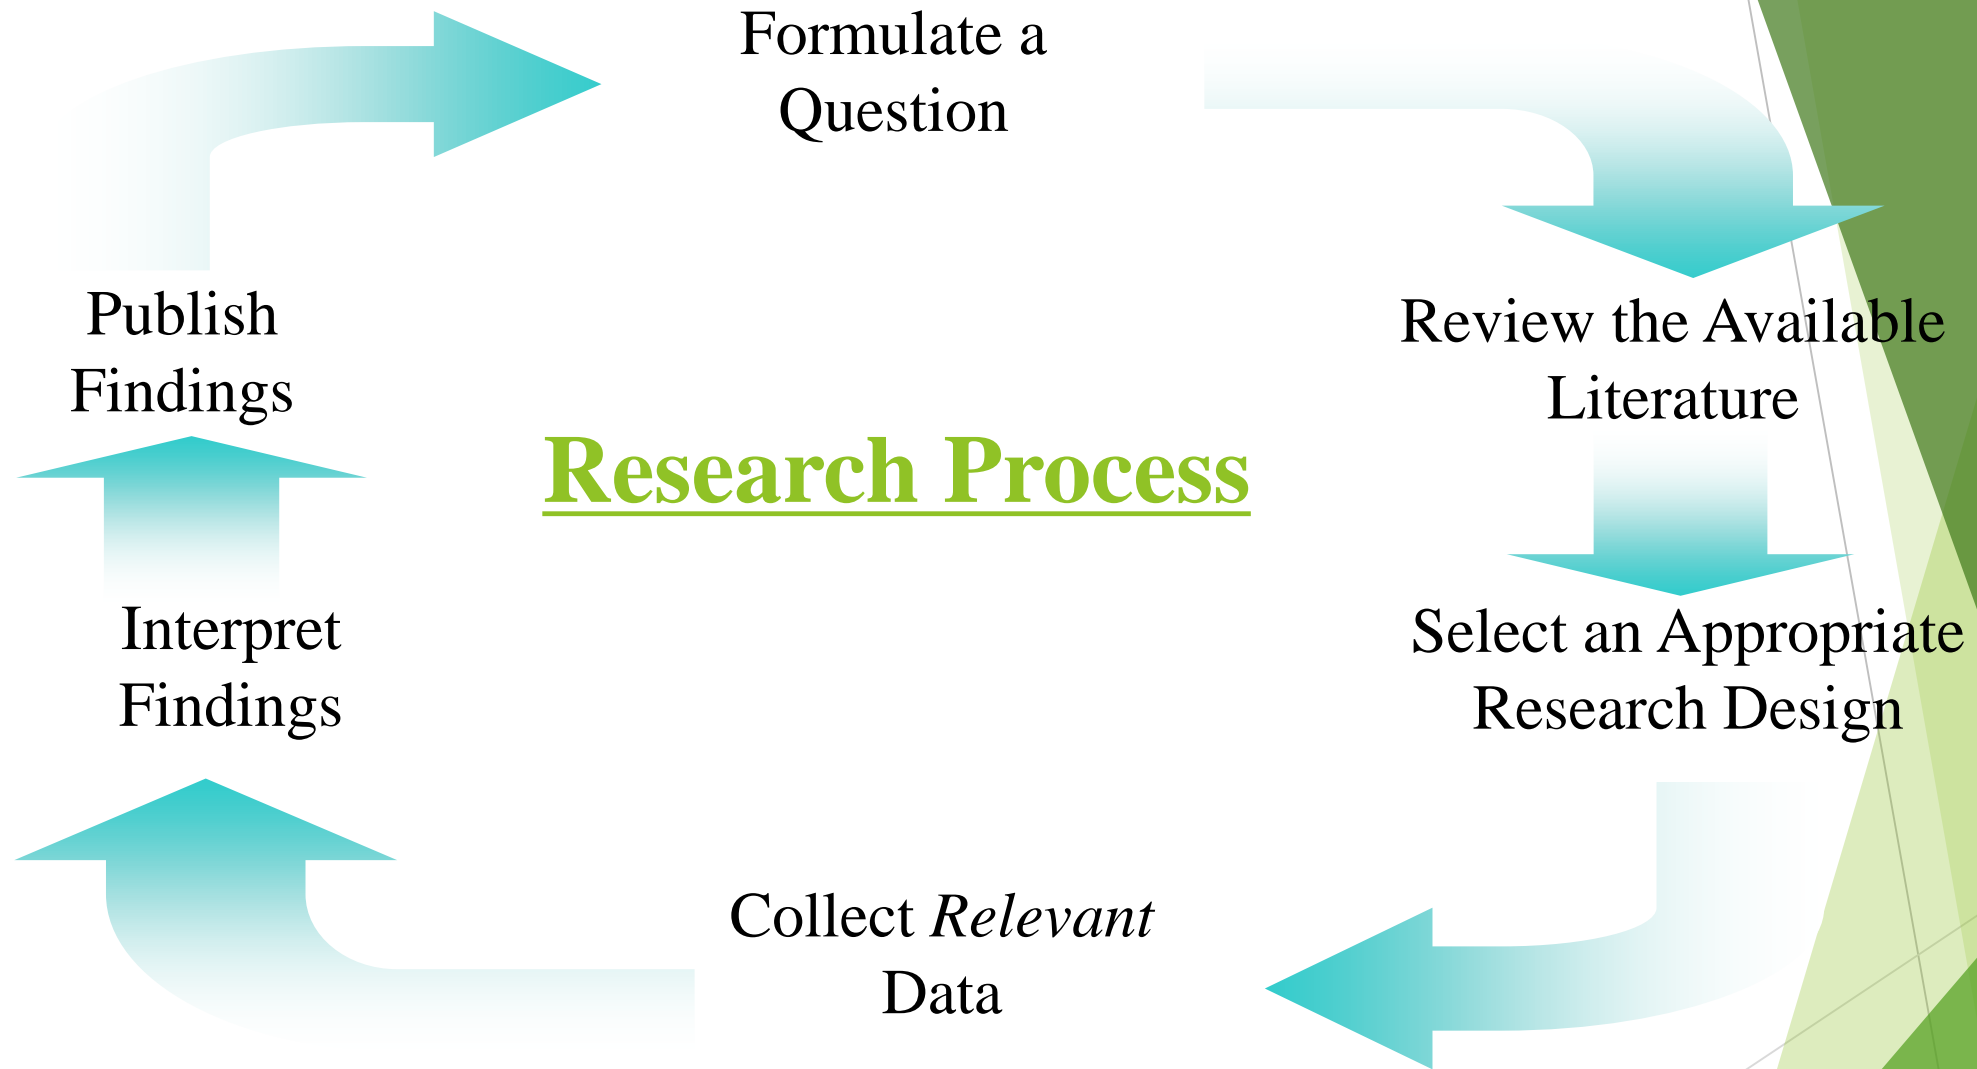 Formulate a
Question
Review the Available
Literature
Select an Appropriate
Research Design
Collect Relevant
Data
Interpret
Findings
Publish
Findings
Research Process